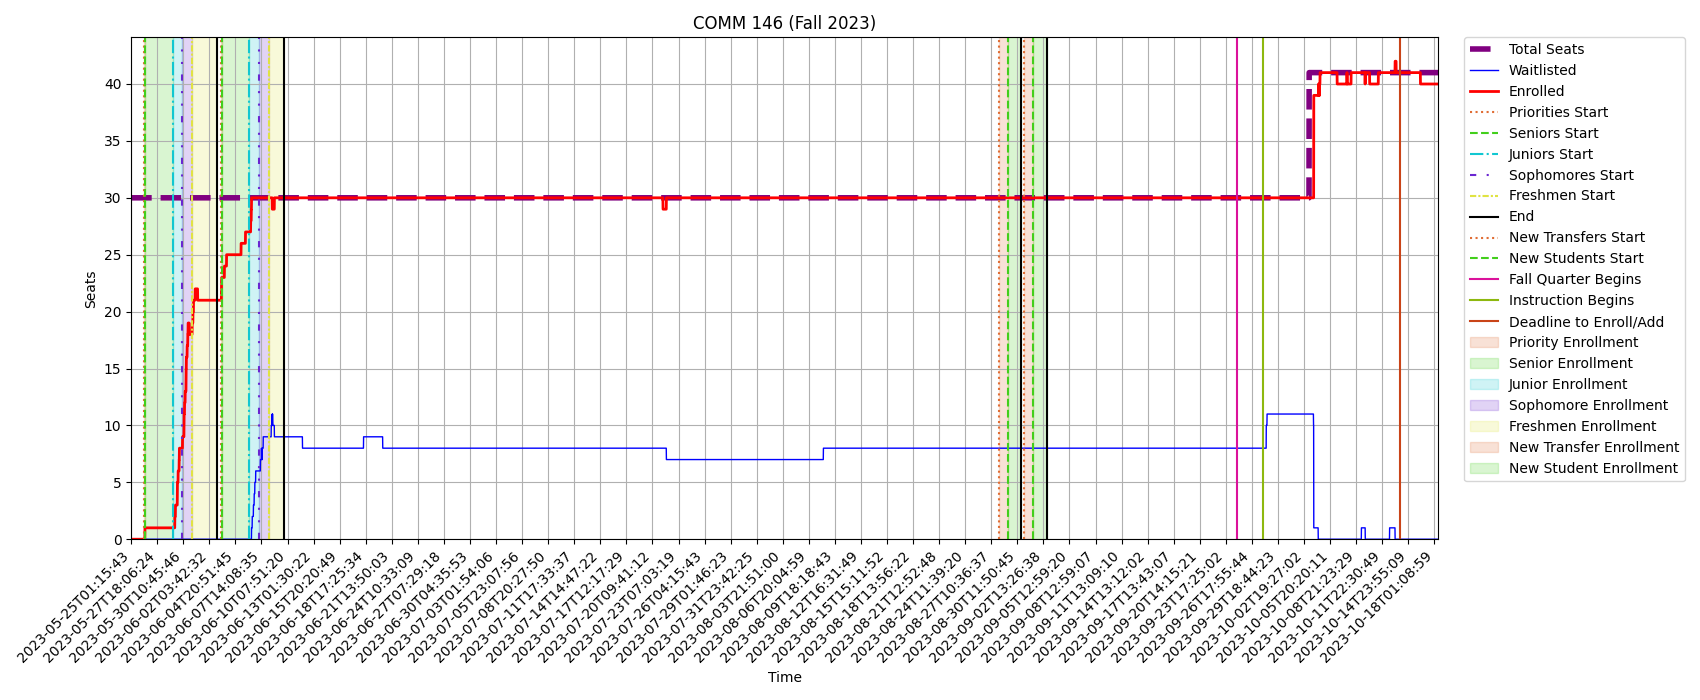 COMM 146 (Fall 2023)
Seats
40
35
30
25
20
15
10
5
0
2023-05-25T01:15:43
2023-05-27T18:06:24
2023-05-30T10:45:46
2023-06-02T03:42:32
2023-06-04T20:51:45
2023-06-07T14:08:35
2023-06-10T07:51:20
2023-06-13T01:30:22
2023-06-15T20:20:49
2023-06-18T17:25:34
2023-06-21T13:50:03
2023-06-24T10:33:09
2023-06-27T07:29:18
2023-06-30T04:35:53
2023-07-03T01:54:06
2023-07-05T23:07:56
2023-07-08T20:27:50
2023-07-11T17:33:37
2023-07-14T14:47:22
2023-07-17T12:17:29
2023-07-20T09:41:12
2023-07-23T07:03:19
2023-07-26T04:15:43
2023-07-29T01:46:23
2023-07-31T23:42:25
2023-08-03T21:51:00
2023-08-06T20:04:59
2023-08-09T18:18:43
2023-08-12T16:31:49
2023-08-15T15:11:52
2023-08-18T13:56:22
2023-08-21T12:52:48
2023-08-24T11:39:20
2023-08-27T10:36:37
2023-08-30T11:50:45
2023-09-02T13:26:38
2023-09-05T12:59:20
2023-09-08T12:59:07
2023-09-11T13:09:10
2023-09-14T13:12:02
2023-09-17T13:43:07
2023-09-20T14:15:21
2023-09-23T17:25:02
2023-09-26T17:55:44
2023-09-29T18:44:23
2023-10-02T19:27:02
2023-10-05T20:20:11
2023-10-08T21:23:29
2023-10-11T22:30:49
2023-10-14T23:55:09
2023-10-18T01:08:59
Time
Total Seats
Waitlisted
Enrolled
Priorities Start
Seniors Start
Juniors Start
Sophomores Start
Freshmen Start
End
New Transfers Start
New Students Start
Fall Quarter Begins
Instruction Begins
Deadline to Enroll/Add
Priority Enrollment
Senior Enrollment
Junior Enrollment
Sophomore Enrollment
Freshmen Enrollment
New Transfer Enrollment
New Student Enrollment